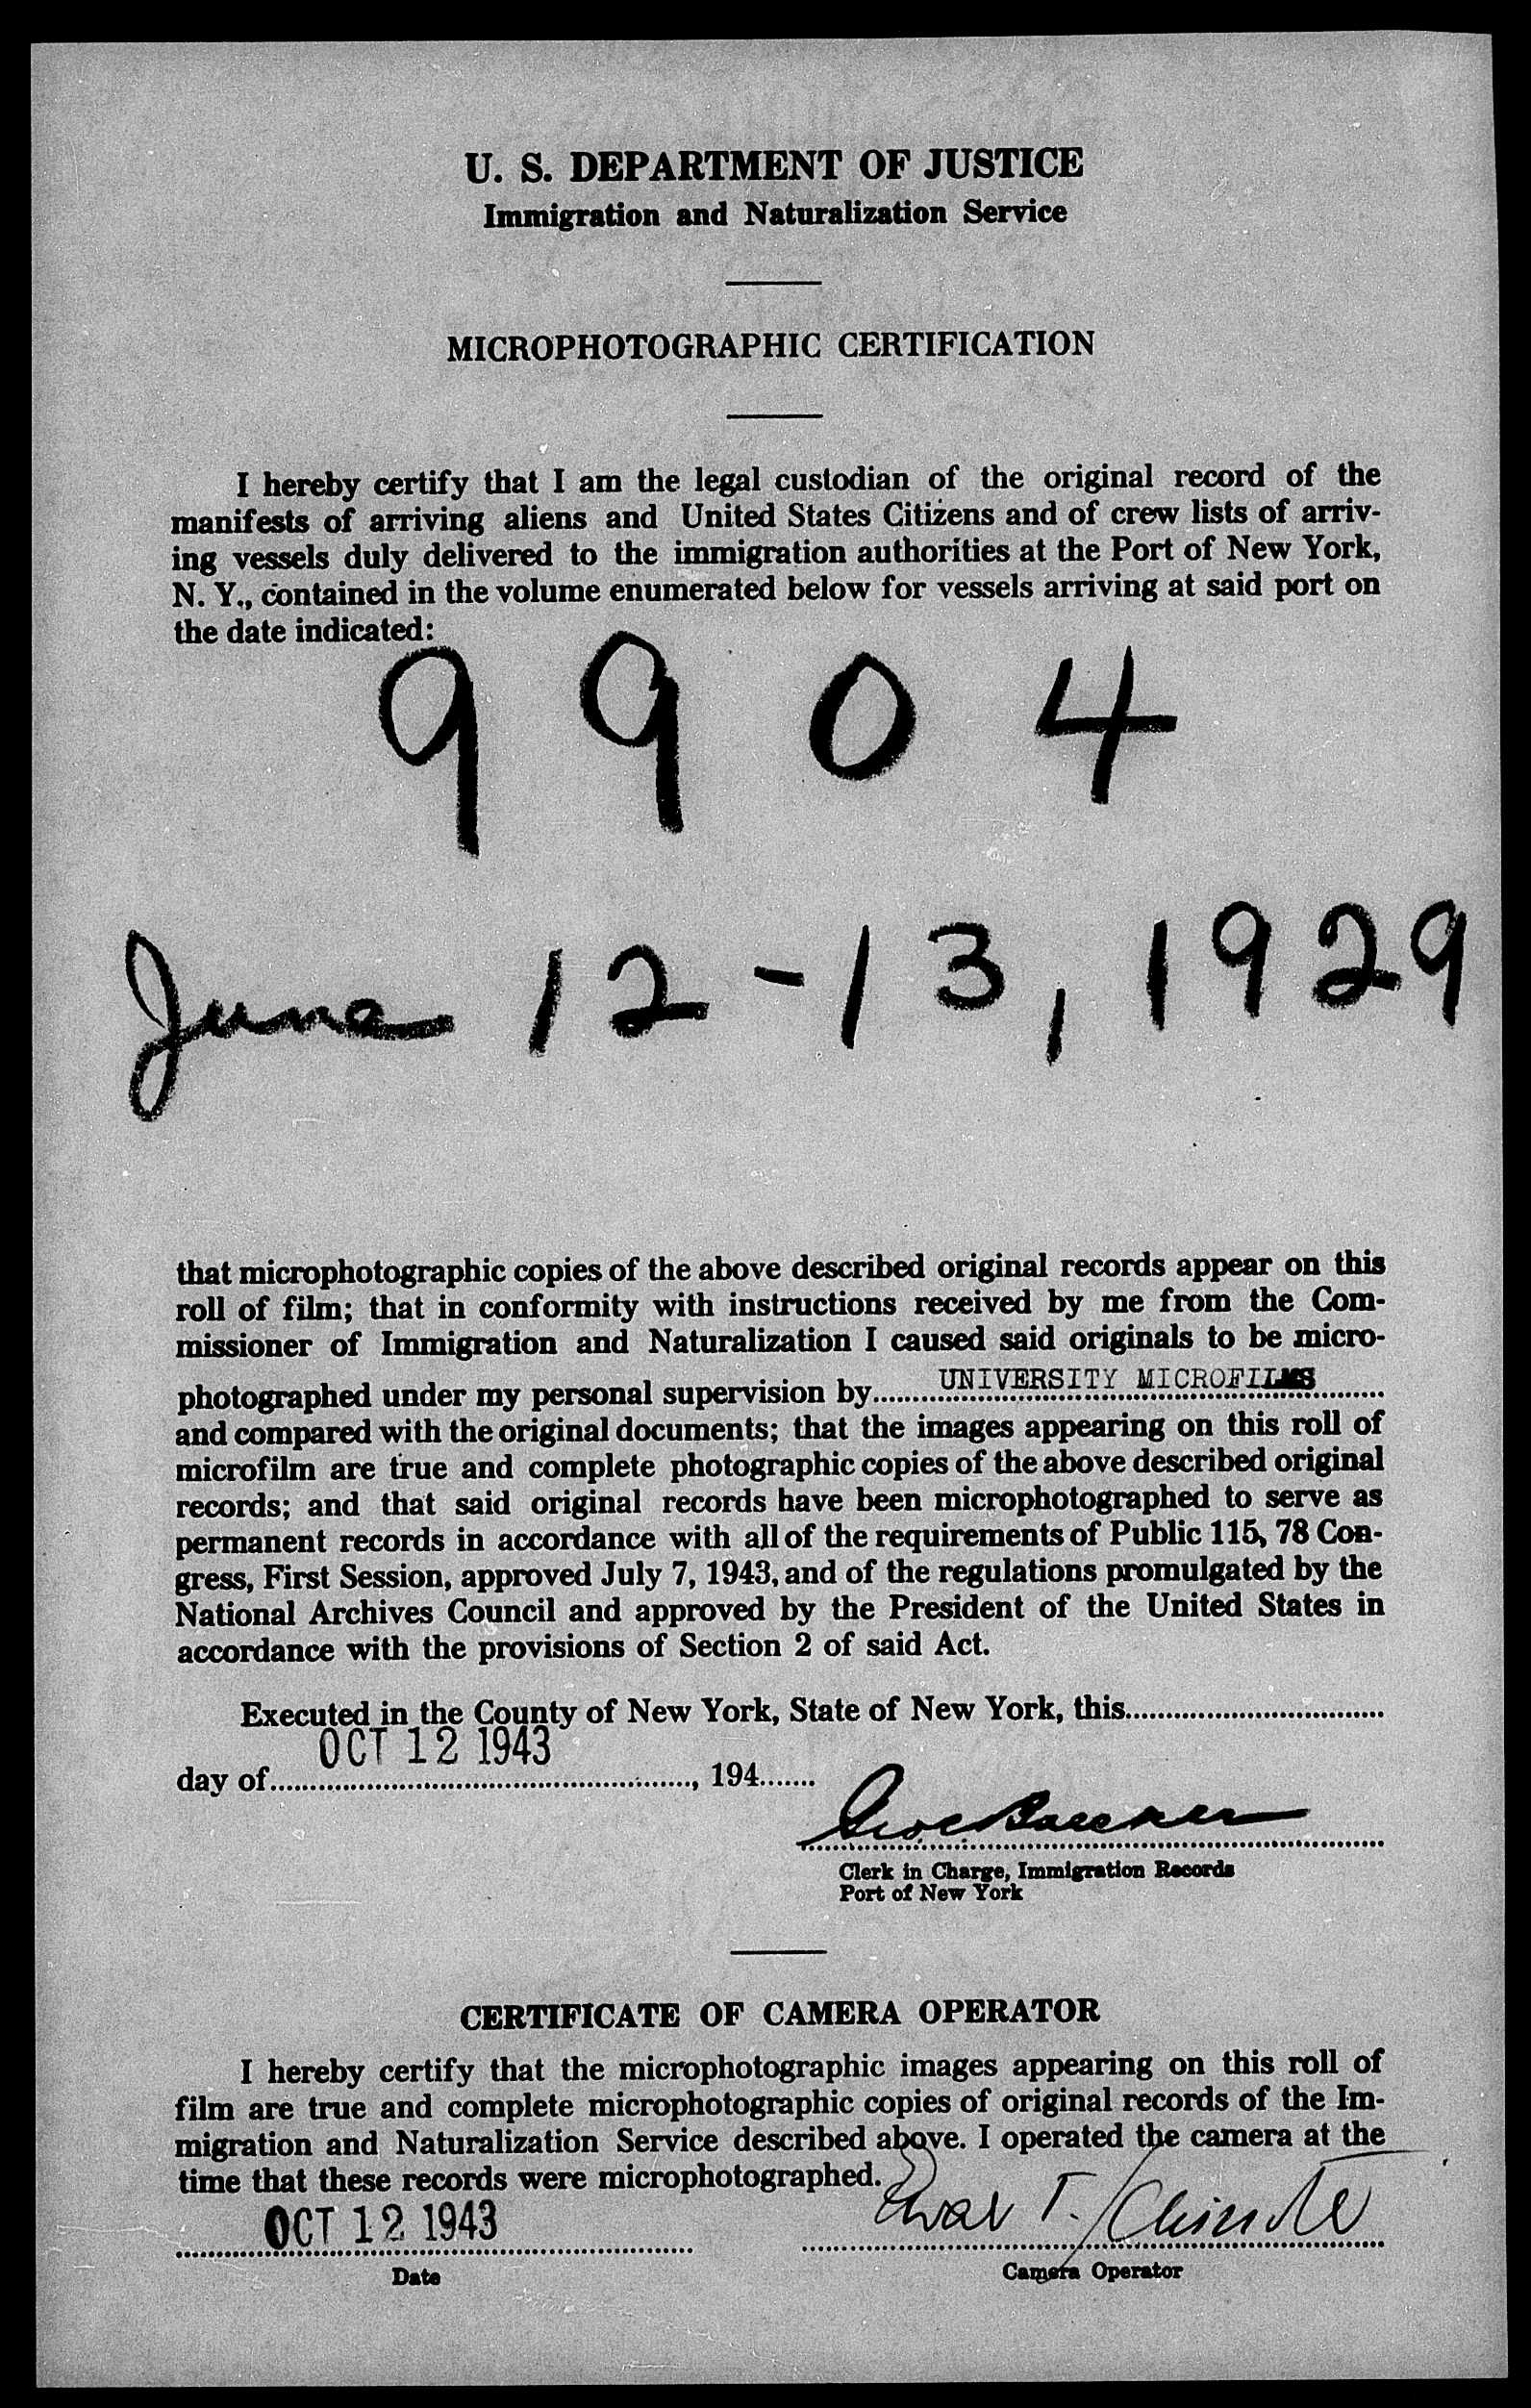 U. S. DEPARTMENT OF JUSTICE
Immigration and Naturalization Service
MICROPHOTOGRAPHIC CERTIFICATION
I hereby certify that I am the legal custodian of the original record of the
manifests of arriving aliens and United States Citizens and of crew lists of arriv-
ing vessels duly delivered to the immigration authorities at the Port of New York,
N. Y., contained in the volume enumerated below for vessels arriving at said port on
the date indicated:
9904
June 12-13, 1929
that microphotographic copies of the above described original records appear on this
roll of film; that in conformity with instructions received by me from the Com-
missioner of Immigration and Naturalization I caused said originals to be micro-
photographed under my personal supervision by UNIVERSITY MICROFILMS
and compared with the original documents; that the images appearing on this roll of
microfilm are true and complete photographic copies of the above described original
records; and that said original records have been microphotographed to serve as
permanent records in accordance with all of the requirements of Public 115, 78 Con-
gress, First Session, approved July 7, 1943, and of the regulations promulgated by the
National Archives Council and approved by the President of the United States in
accordance with the provisions of Section 2 of said Act.
Executed in the County of New York, State of New York, this
OCT 12 1943
day of , 194
Clerk in Charge, Immigration Records
Port of New York
CERTIFICATE OF CAMERA OPERATOR
I hereby certify that the microphotographic images appearing on this roll of
film are true and complete microphotographic copies of original records of the Im-
migration and Naturalization Service described above. I operated the camera at the
time that these records were microphotographed.
OCT 12 1943 T.
Date Camera Operator